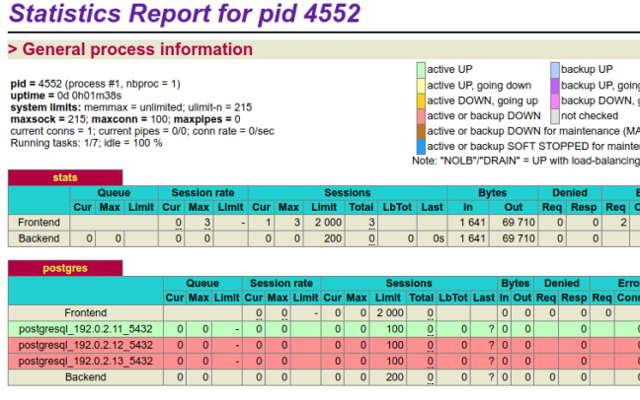 Statistics Report for pid 4552
> General process information
pid = 4552 (process #1, nbproc = 1)
uptime = 0d 0h01m38s
system limits: memmax = unlimited; ulimit-n = 215
maxsock = 215; maxconn = 100; maxpipes = 0
current conns = 1; current pipes = 0/0; conn rate = 0/sec
Running tasks: 1/7; idle = 100 %
active UP backup UP
active UP, going down backup UP, going
active DOWN, going up backup DOWN,
active or backup DOWN not checked
active or backup DOWN for maintenance (MA
active or backup SOFT STOPPED for mainte
Note: "NOLB"/"DRAIN" = UP with load-balancing
stats
Queue Session rate Sessions Bytes Denied
Cur Max Limit Cur Max Limit Cur Max Limit Total LbTot Last In Out Req Resp Req
Frontend 0 3 - 1 3 2 000 3 1 641 69 710 0 0 2
Backend 0 0 0 0 0 0 200 0 0 0s 1 641 69 710 0 0
postgres
Queue Session rate Sessions Bytes Denied Erro
Cur Max Limit Cur Max Limit Cur Max Limit Total LbTot Last In Out Req Resp Req Conn
Frontend 0 0 - 0 0 2 000 0 0 0 0 0 0
postgresql_192.0.2.11_5432 0 0 - 0 0 0 0 100 0 0 ? 0 0 0 0
postgresql_192.0.2.12_5432 0 0 - 0 0 0 0 100 0 0 ? 0 0 0 0
postgresql_192.0.2.13_5432 0 0 - 0 0 0 0 100 0 0 ? 0 0 0 0
Backend 0 0 0 0 0 0 200 0 0 ? 0 0 0 0 0